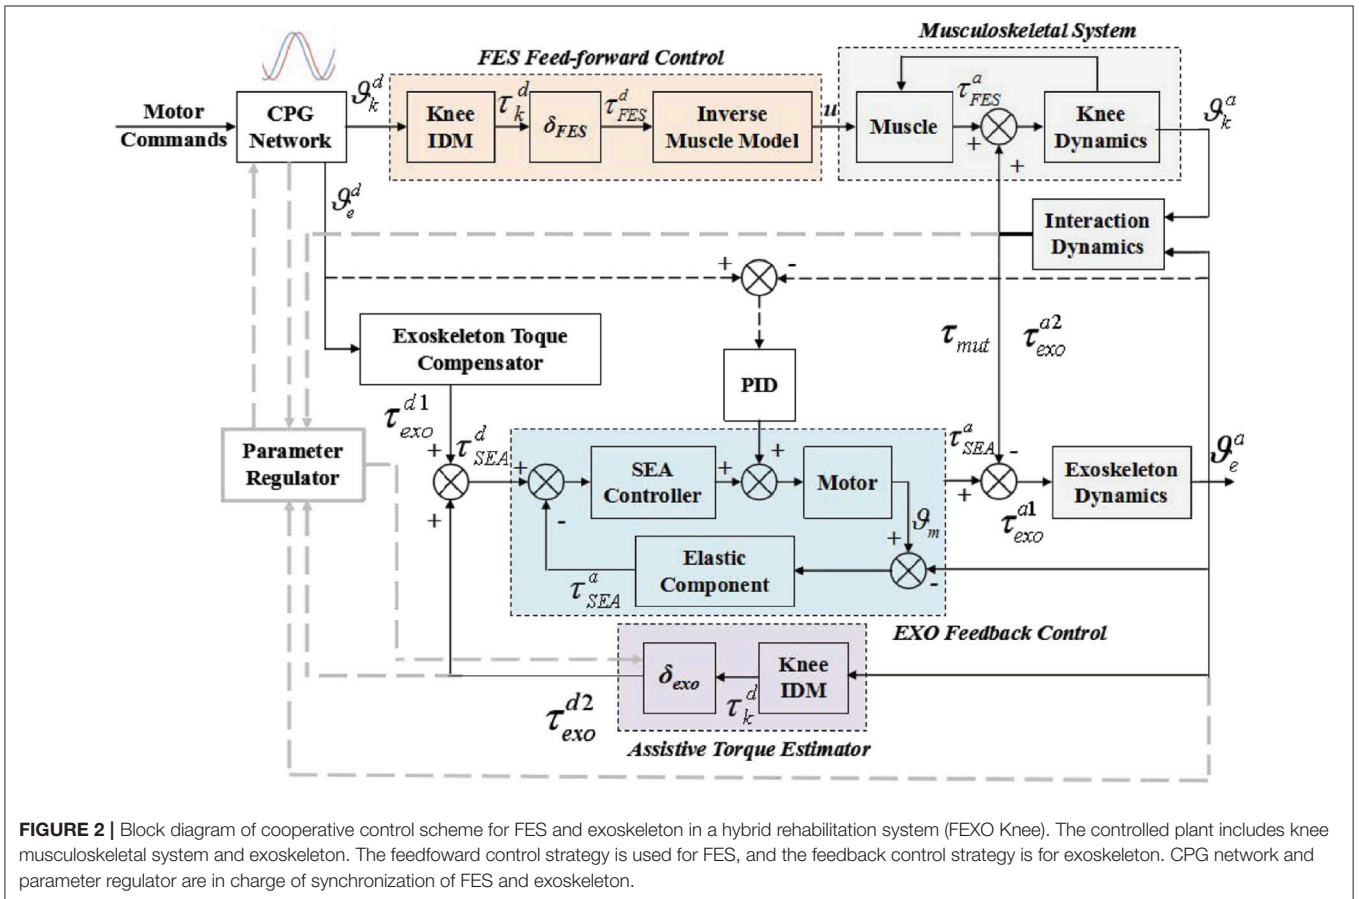 Musculoskeletal System
FES Feed-forward Control
Motor
Commands
CPG
Network
ϑ_k^d
Knee
IDM
τ_k^d
δ_FES
τ_FES^d
Inverse
Muscle Model
u
Muscle
τ_FES^a
+
+
Knee
Dynamics
ϑ_k^a
ϑ_e^d
Interaction
Dynamics
+
-
Exoskeleton Toque
Compensator
τ_mut
τ_exo^a2
PID
τ_exo^d1
Parameter
Regulator
+
+
τ_SEA^d
+
-
SEA
Controller
+
+
Motor
ϑ_m
+
-
Elastic
Component
τ_SEA^a
τ_SEA^a
+
-
τ_exo^a1
Exoskeleton
Dynamics
ϑ_e^a
EXO Feedback Control
δ_exo
τ_k^d
Knee
IDM
τ_exo^d2
Assistive Torque Estimator
FIGURE 2 | Block diagram of cooperative control scheme for FES and exoskeleton in a hybrid rehabilitation system (FEXO Knee). The controlled plant includes knee
musculoskeletal system and exoskeleton. The feedfoward control strategy is used for FES, and the feedback control strategy is for exoskeleton. CPG network and
parameter regulator are in charge of synchronization of FES and exoskeleton.